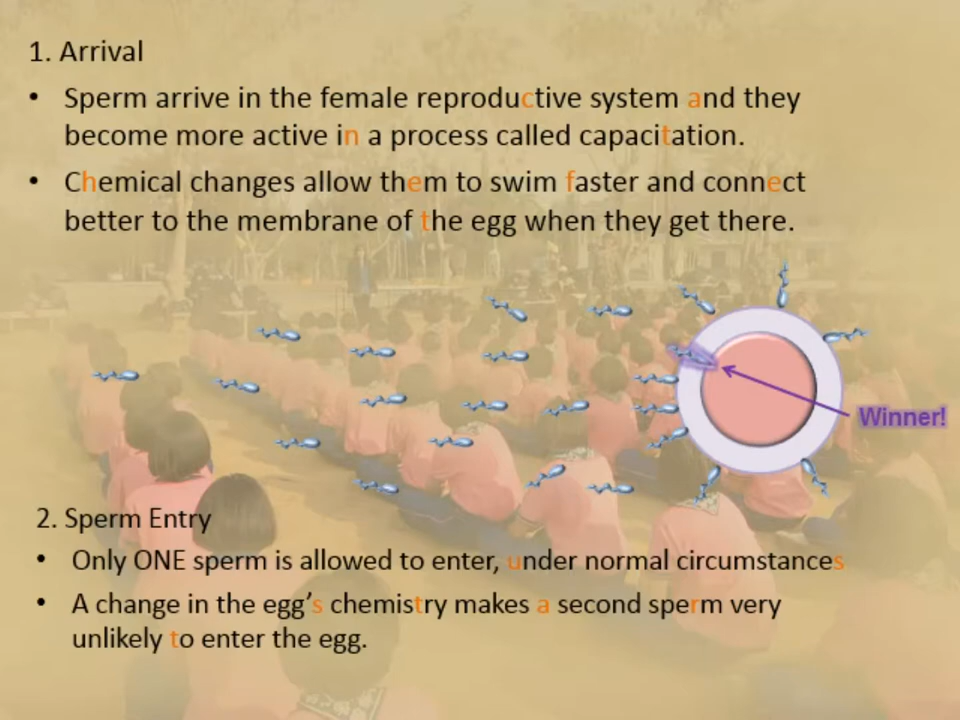 1. Arrival
• Sperm arrive in the female reproductive system and they
become more active in a process called capacitation.
• Chemical changes allow them to swim faster and connect
better to the membrane of the egg when they get there.
Winner!
2. Sperm Entry
• Only ONE sperm is allowed to enter, under normal circumstances
• A change in the egg’s chemistry makes a second sperm very
unlikely to enter the egg.